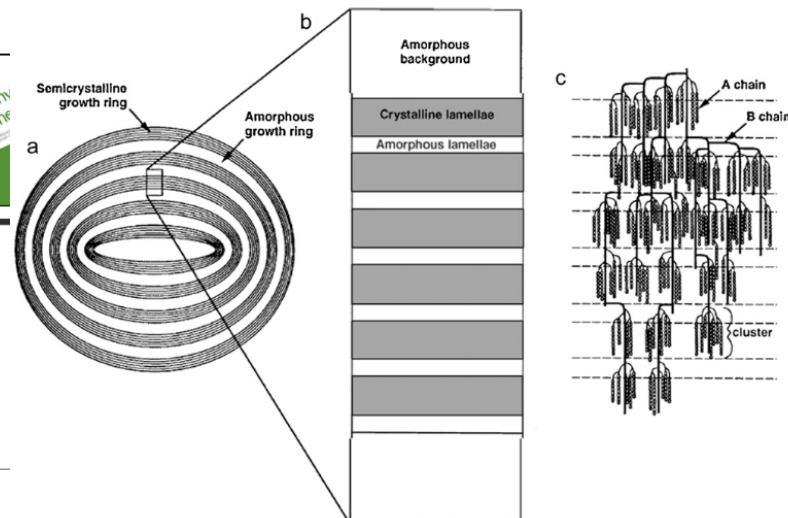 b
Amorphous
background
Semicrystalline
growth ring
Amorphous
growth ring
a
Crystalline lamellae
Amorphous lamellae
c
A chain
B chain
cluster